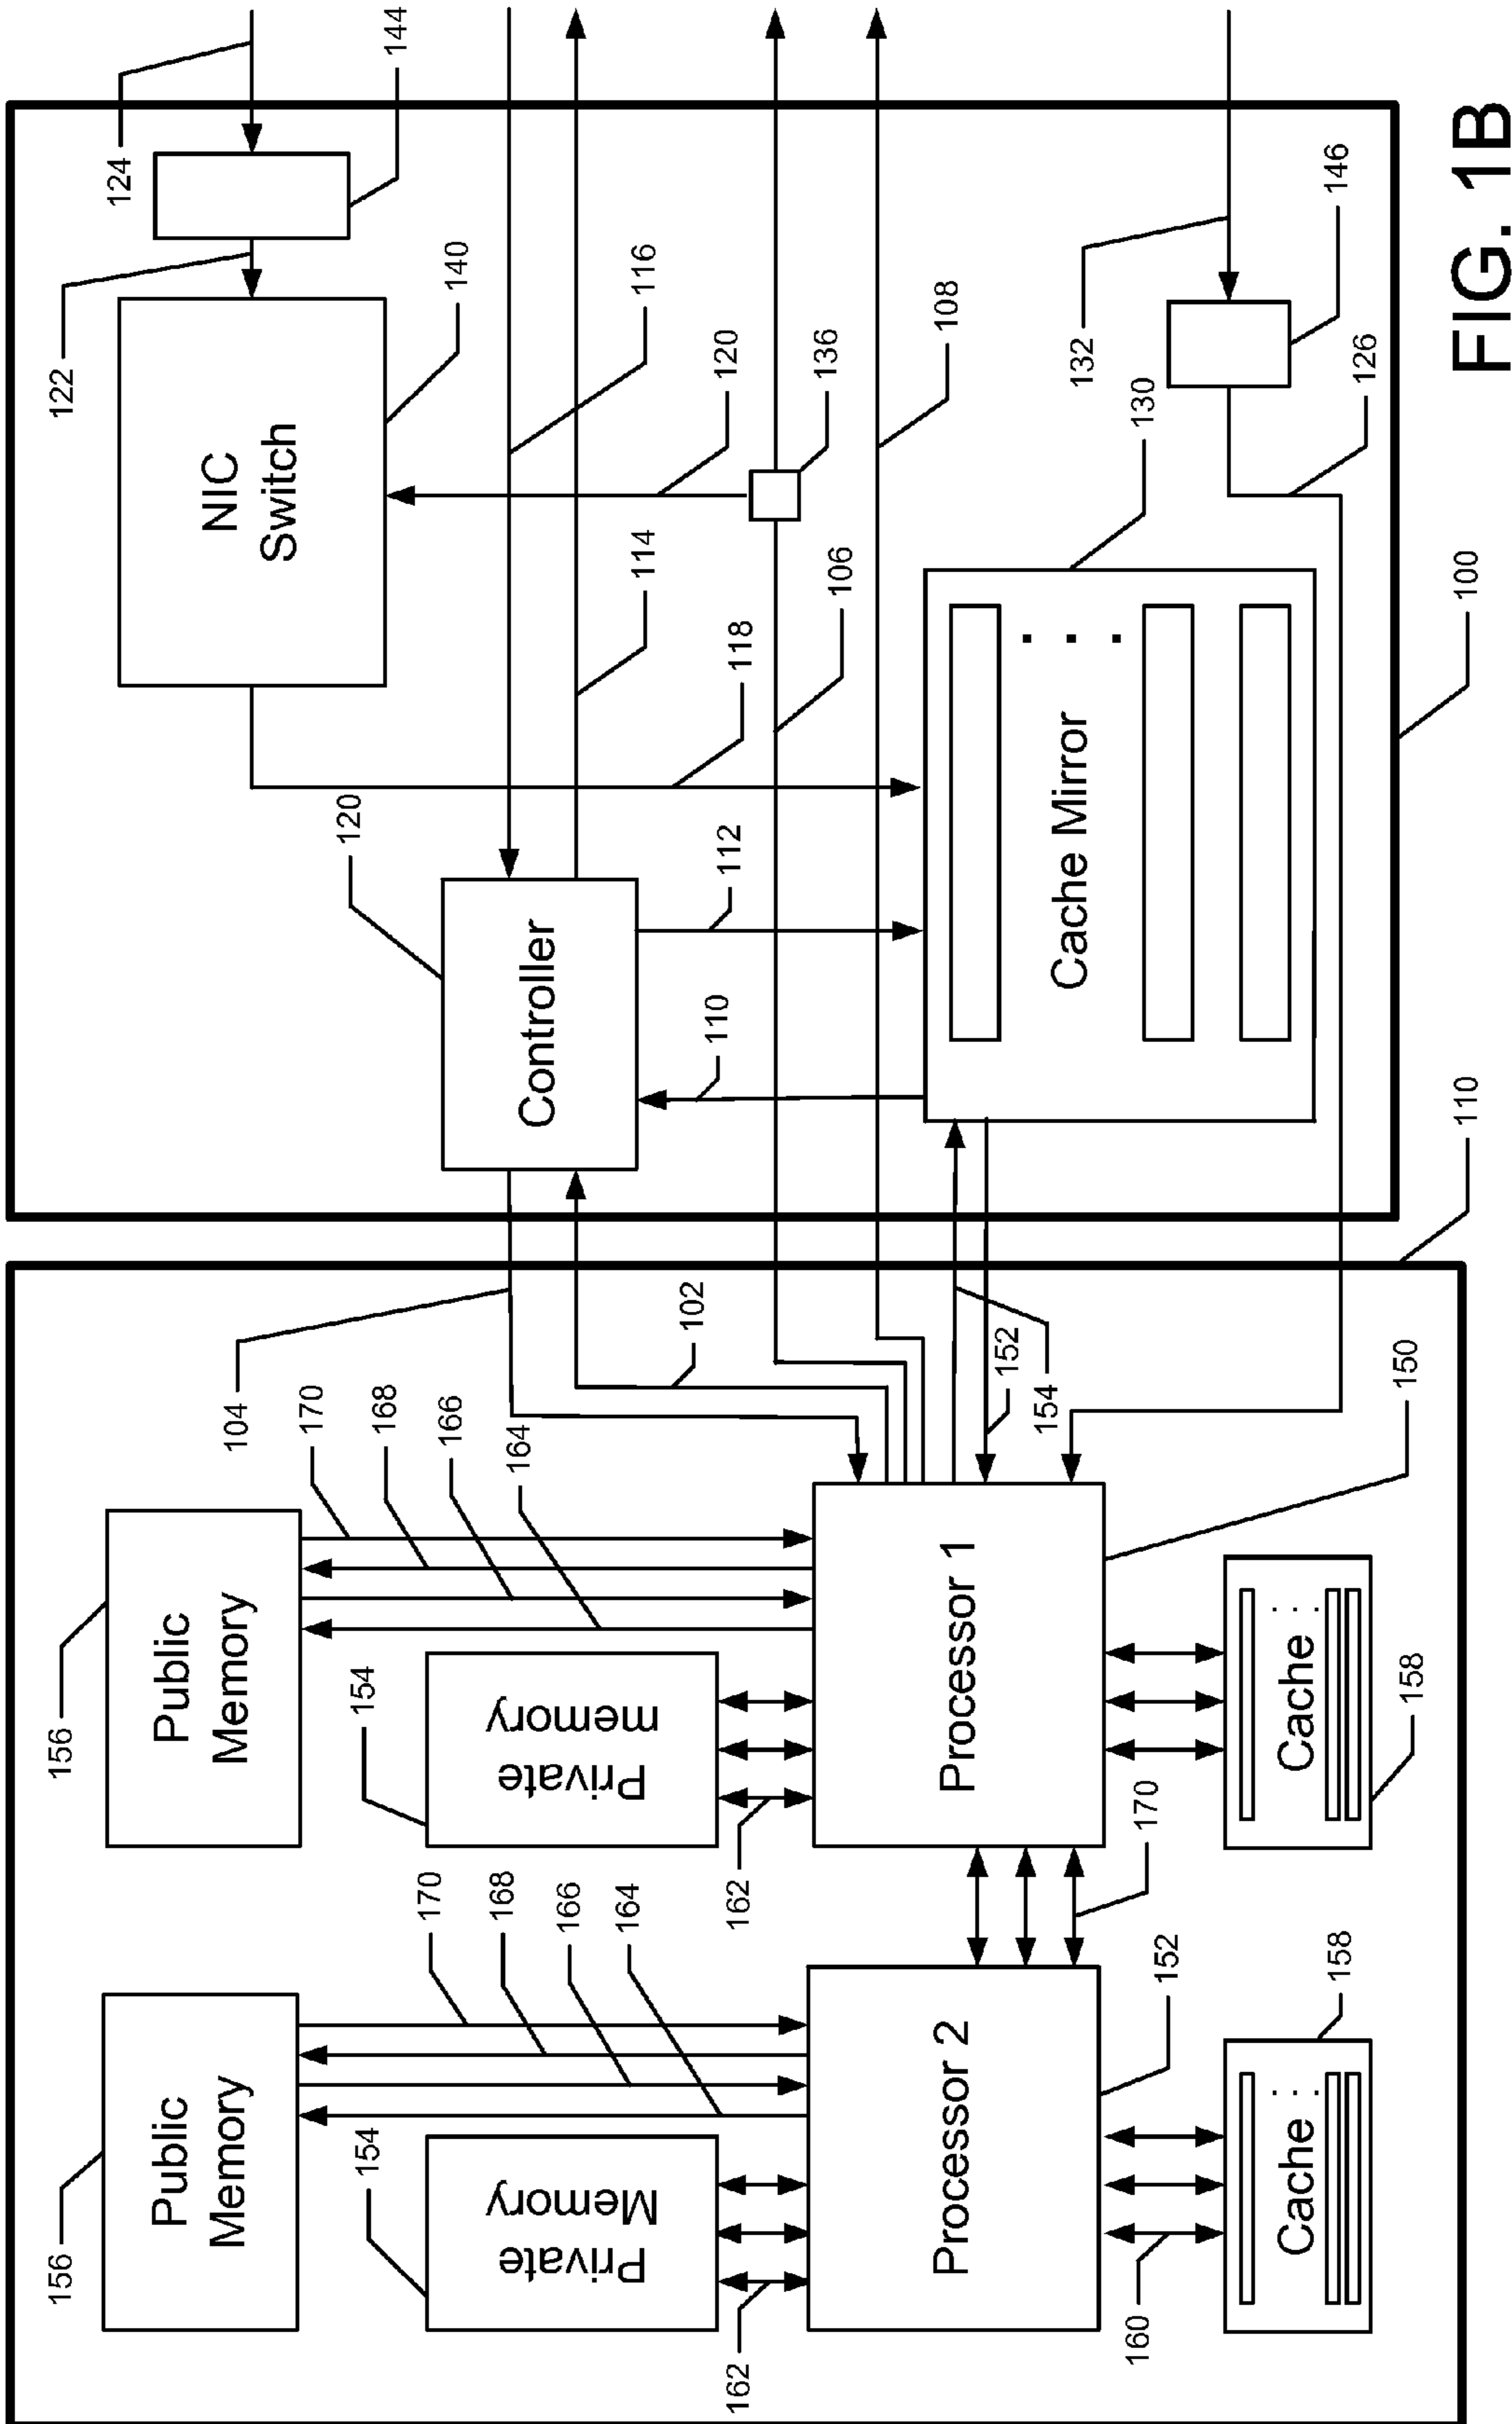 156
Public
Memory
154
Private
Memory
162
170
168
166
164
Processor 2
152
160
Cache
. . .
158
156
Public
Memory
154
Private
memory
162
170
168
166
164
104
102
Processor 1
170
150
Cache
. . .
158
152
154
110
120
Controller
110
112
118
114
116
106
108
122
124
144
NIC
Switch
140
120
136
Cache Mirror
. . .
130
132
126
146
100
FIG. 1B